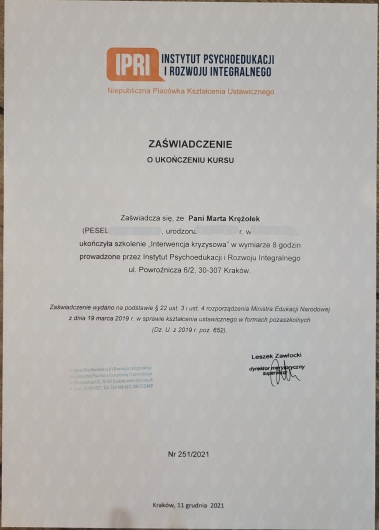 IPRI
INSTYTUT PSYCHOEDUKACJI
I ROZWOJU INTEGRALNEGO
Niepubliczna Placówka Kształcenia Ustawicznego
ZAŚWIADCZENIE
O UKOŃCZENIU KURSU
Zaświadcza się, że Pani Marta Krężołek
(PESEL , urodzona r. w
ukończyła szkolenie „Interwencja kryzysowa” w wymiarze 8 godzin
prowadzone przez Instytut Psychoedukacji i Rozwoju Integralnego
ul. Powroźnicza 6/2, 30-307 Kraków.
Zaświadczenie wydano na podstawie § 22 ust. 3 i ust. 4 rozporządzenia Ministra Edukacji Narodowej
z dnia 19 marca 2019 r. w sprawie kształcenia ustawicznego w formach pozaszkolnych
(Dz. U. z 2019 r. poz. 652).
Leszek Zawłocki
dyrektor merytoryczny
superwizor
Nr 251/2021
Kraków, 11 grudnia 2021